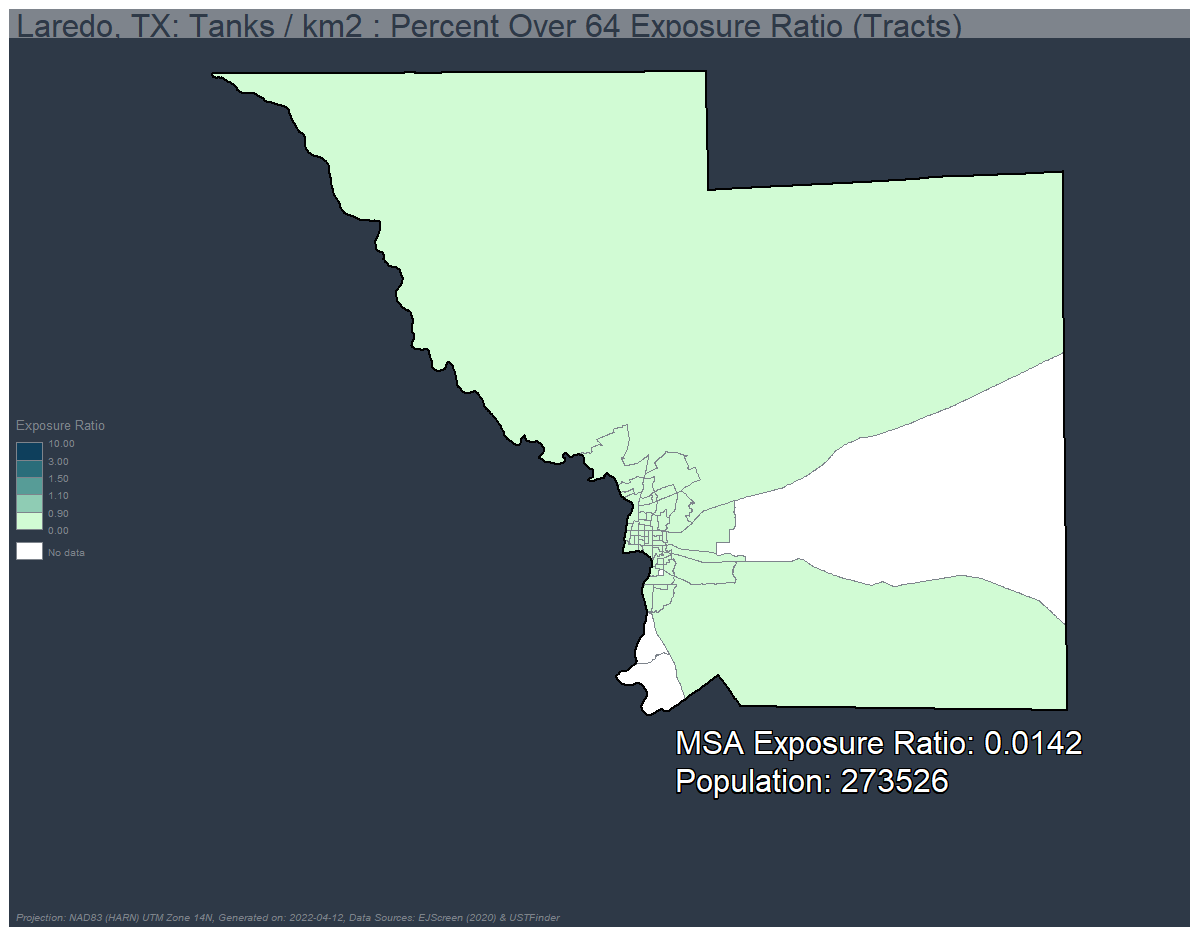 Laredo, TX: Tanks / km2 : Percent Over 64 Exposure Ratio (Tracts)
Exposure Ratio
10.00
3.00
1.50
1.10
0.90
0.00
No data
MSA Exposure Ratio: 0.0142
Population: 273526
Projection: NAD83 (HARN) UTM Zone 14N, Generated on: 2022-04-12, Data Sources: EJScreen (2020) & USTFinder